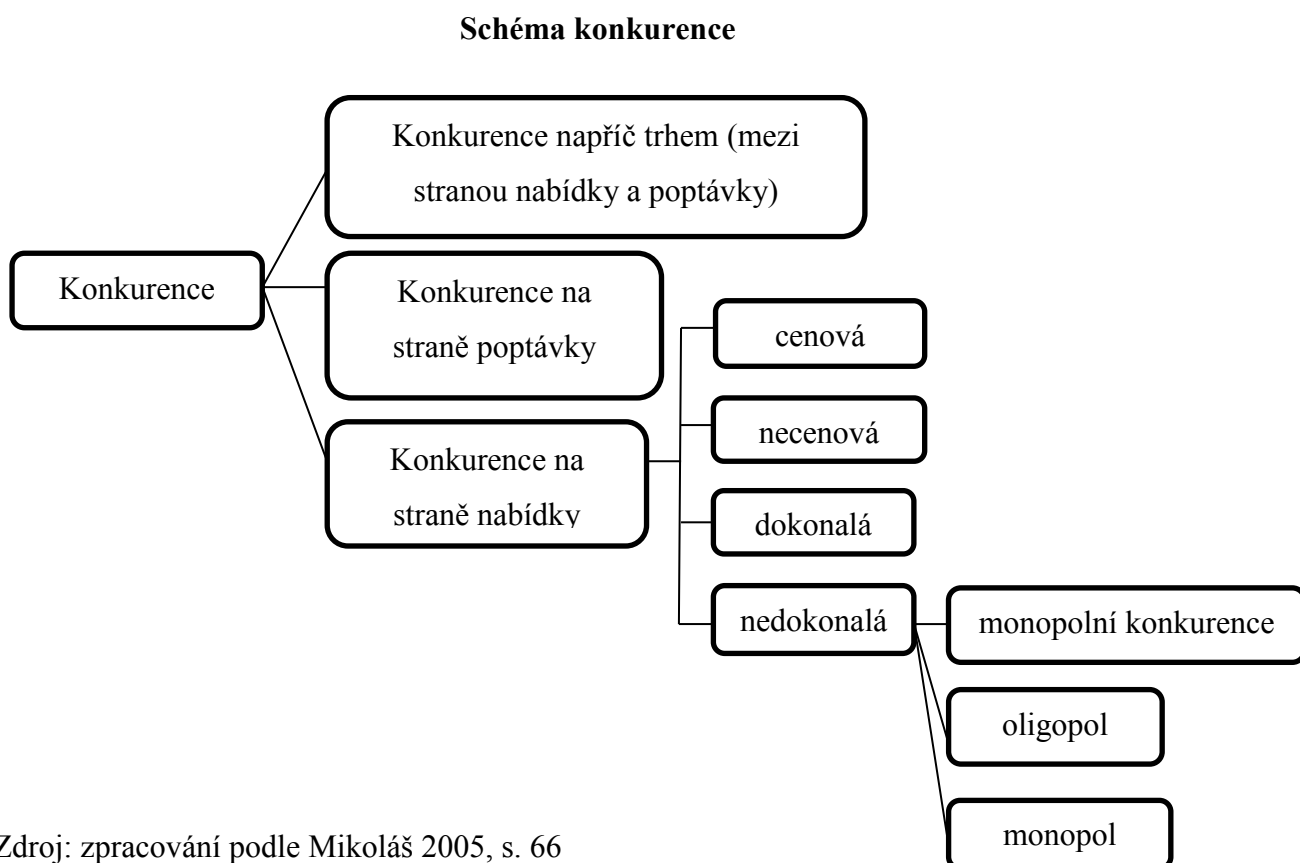 Schéma konkurence
Konkurence napříč trhem (mezi
stranou nabídky a poptávky)
Konkurence
Konkurence na
straně poptávky
Konkurence na
straně nabídky
cenová
necenová
dokonalá
nedokonalá
monopolní konkurence
oligopol
monopol
Zdroj: zpracování podle Mikoláš 2005, s. 66